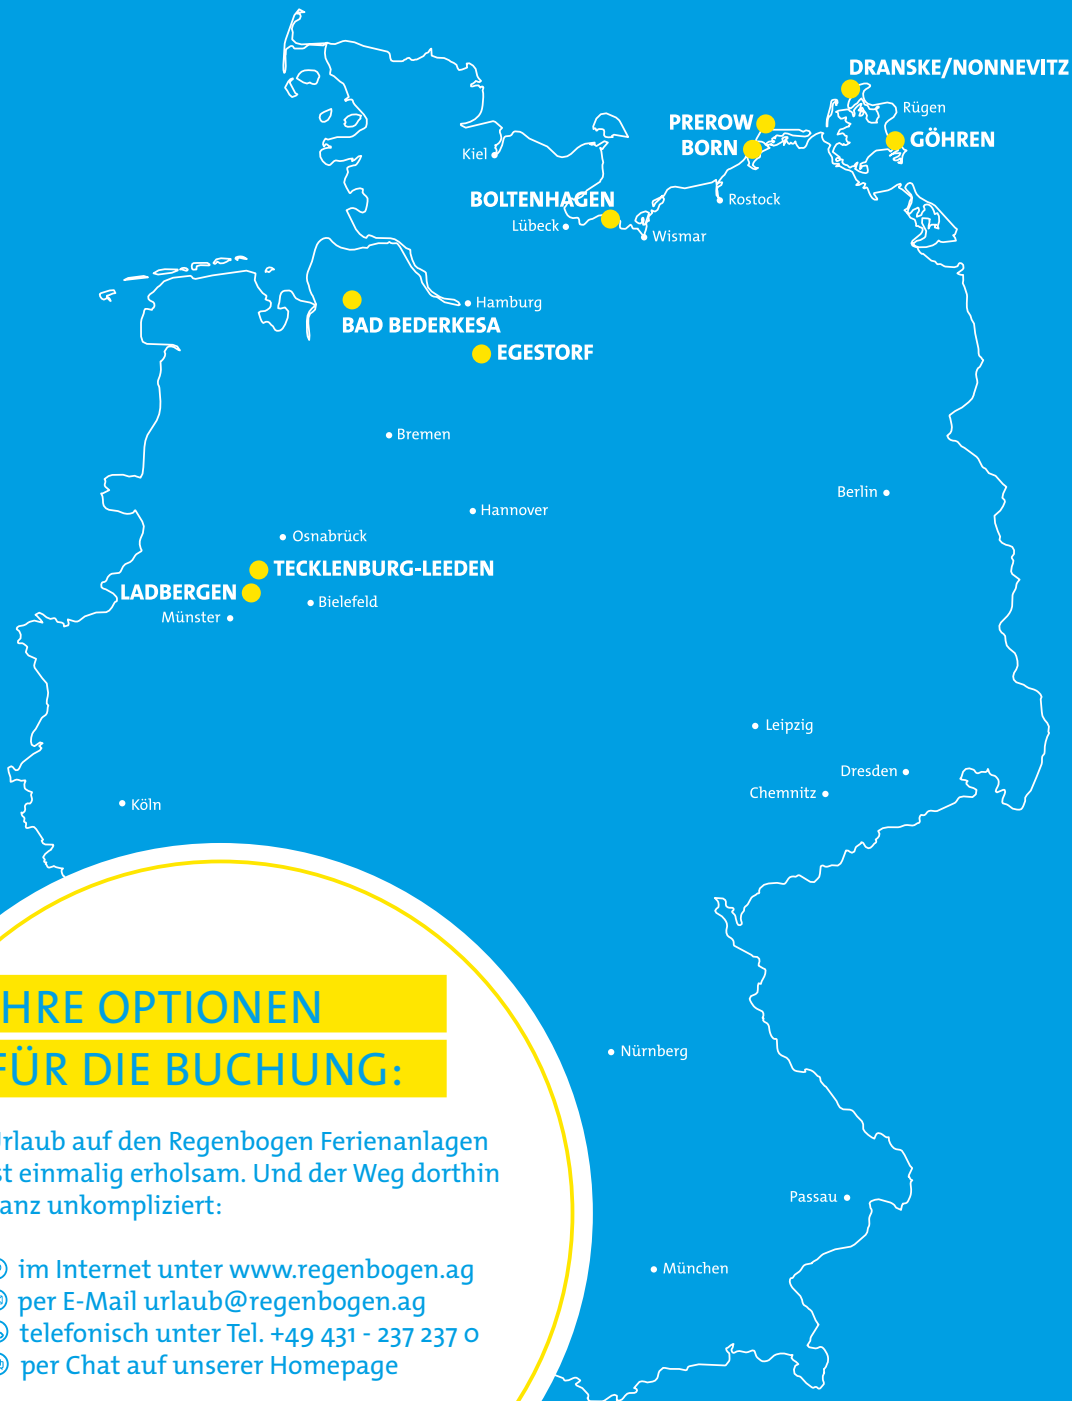 DRANSKE/NONNEVITZ
Rügen
PEROW
BORN
GÖHREN
Kiel
BOLTENHAGEN
Rostock
Lübeck
Wismar
Hamburg
BAD BEDERKESA
EGESTORF
Bremen
Berlin
Hannover
Osnabrück
TECKLENBURG-LEEDEN
LADBERGEN
Bielefeld
Münster
Leipzig
Dresden
Chemnitz
Köln
HRE OPTIONEN
FÜR DIE BUCHUNG:
Nürnberg
Urlaub auf den Regenbogen Ferienanlagen
st einmalig erholsam. Und der Weg dorthin
anz unkompliziert:
Passau
im Internet unter www.regenbogen.ag
München
per E-Mail urlaub@regenbogen.ag
telefonisch unter Tel. +49 431 - 237 237 0
per Chat auf unserer Homepage